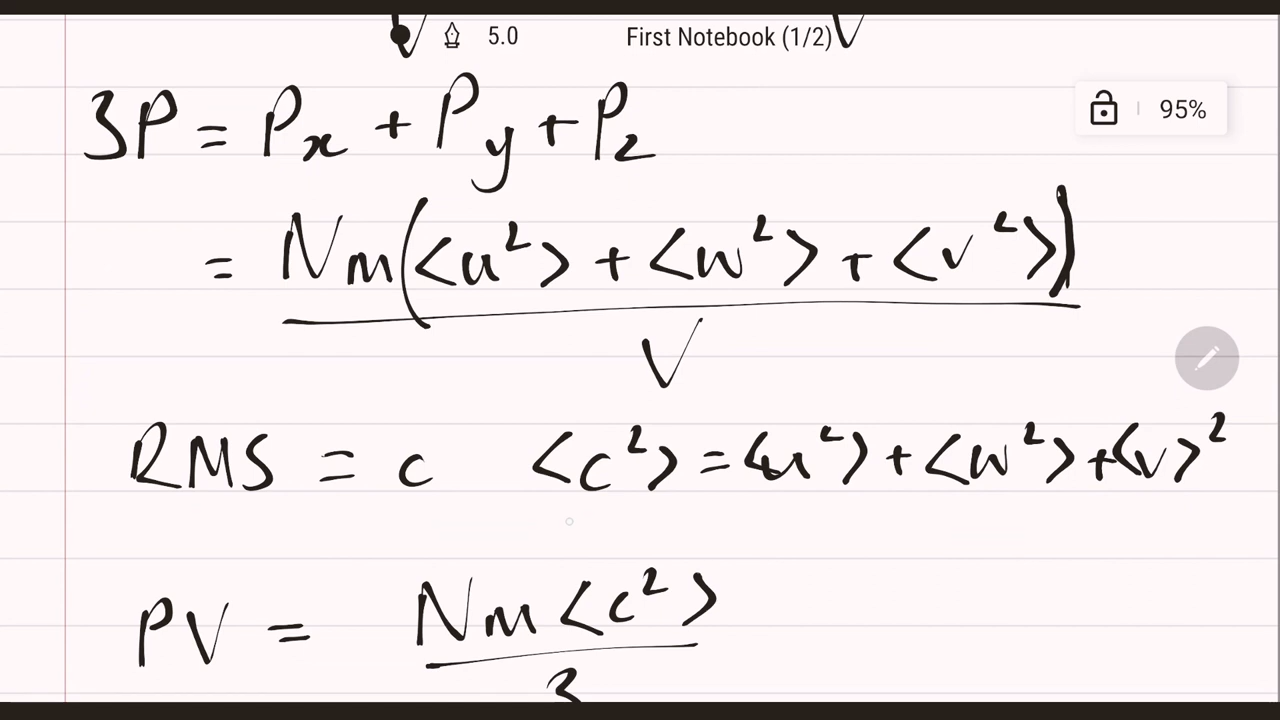 5.0 First Notebook (1/2)
95%
3P = Px + Py + Pz
= Nm(<u²> + <w²> + <v²>)
V
RMS = c <c²> = <u²> + <w²> + <v>²
PV = Nm<c²>
3